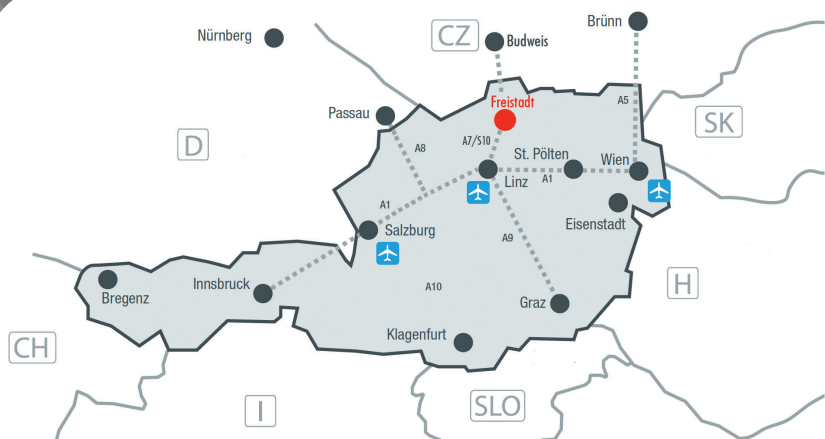 Brünn
CZ
Budweis
Nürnberg
Freistadt
A5
Passau
SK
D
A8
A7/S10
St. Pölten
Wien
Linz
A1
A1
Eisenstadt
Salzburg
A9
Innsbruck
Bregenz
A10
Graz
H
Klagenfurt
CH
I
SLO